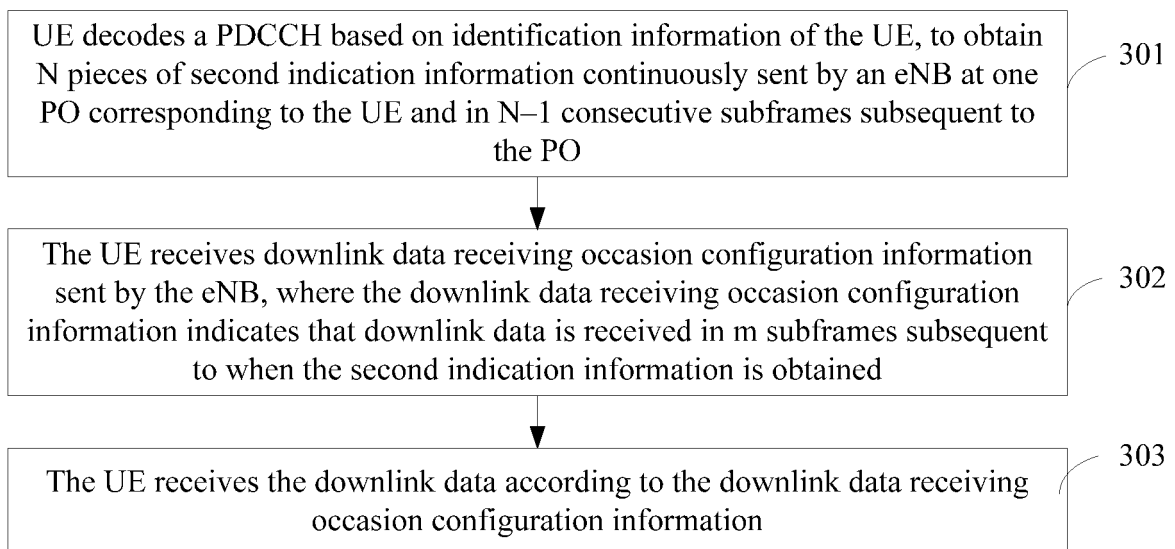 UE decodes a PDCCH based on identification information of the UE, to obtain
N pieces of second indication information continuously sent by an eNB at one
PO corresponding to the UE and in N–1 consecutive subframes subsequent to
the PO
301
The UE receives downlink data receiving occasion configuration information
sent by the eNB, where the downlink data receiving occasion configuration
information indicates that downlink data is received in m subframes subsequent
to when the second indication information is obtained
302
The UE receives the downlink data according to the downlink data receiving
occasion configuration information
303